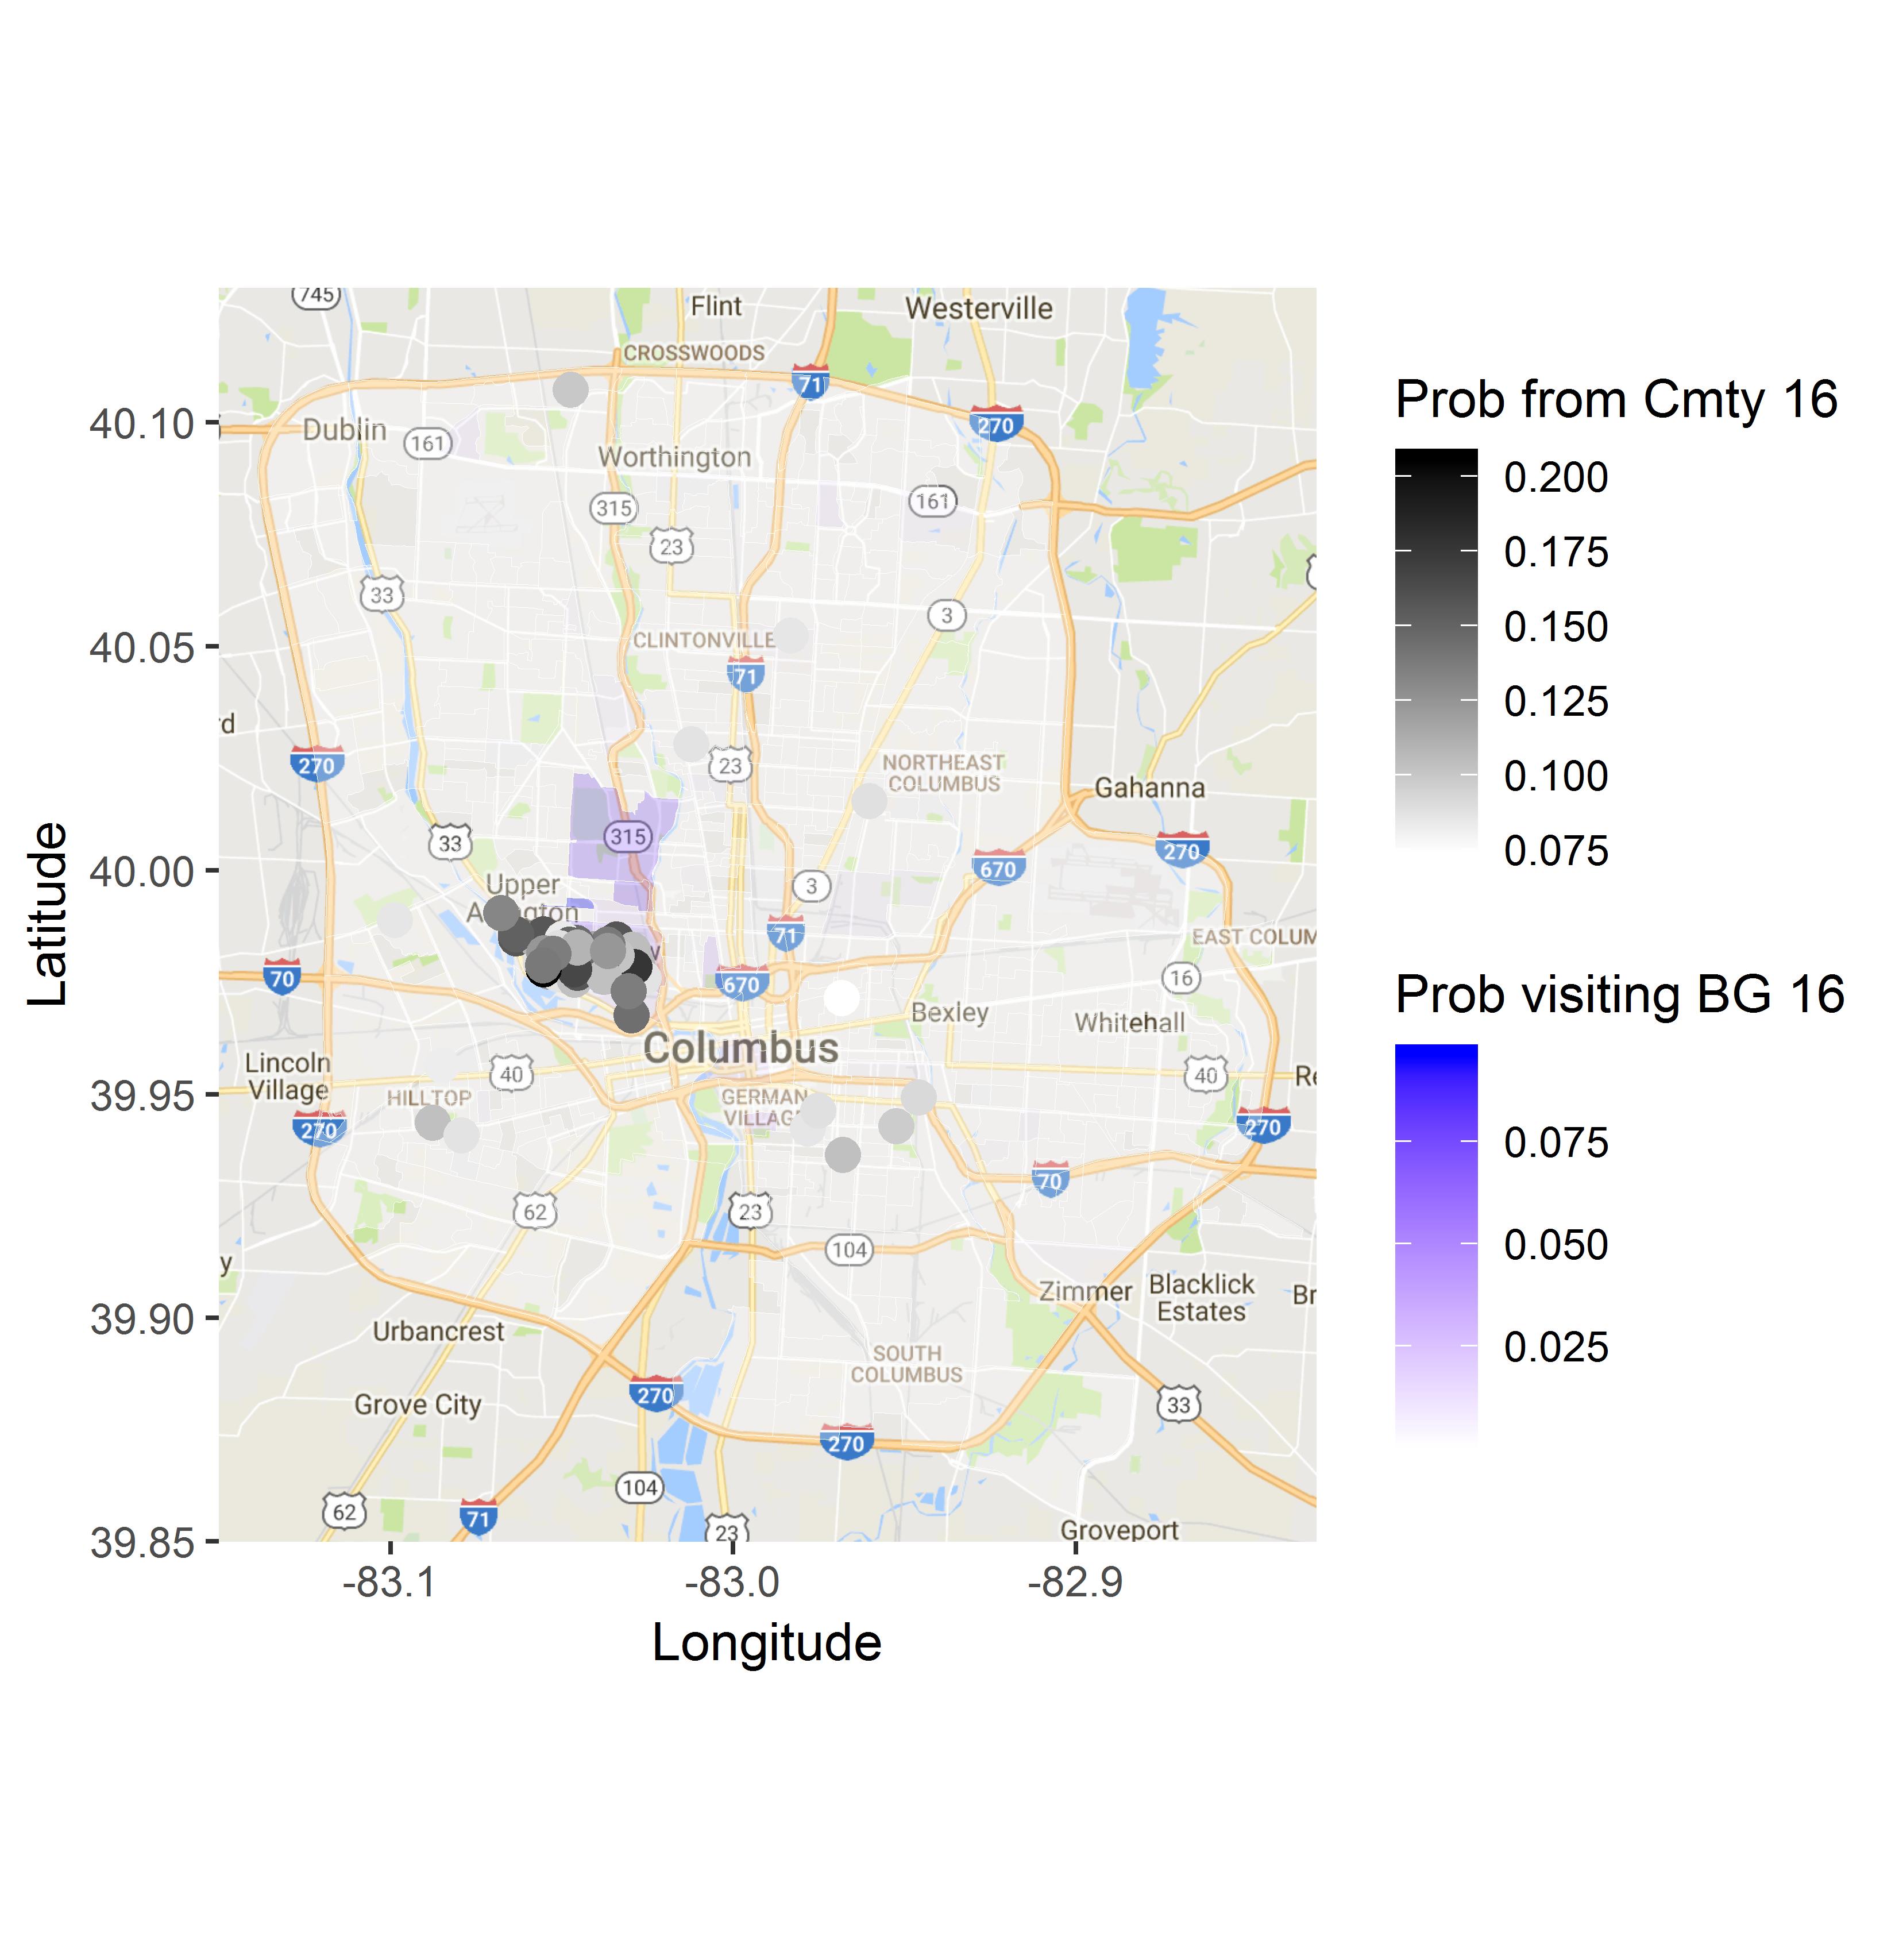 745
Flint
Westerville
CROSSWOODS
71
40.10
Dublin
161
270
Worthington
315
161
23
33
3
40.05
CLINTONVILLE
71
rd
270
23
NORTHEAST
COLUMBUS
Gahanna
33
315
270
670
40.00
Upper
3
71
EAST COLUM
70
670
16
Bexley
Whitehall
Columbus
Lincoln
Village
40
40
39.95
HILLTOP
GERMAN
270
270
70
62
23
104
y
Zimmer
Blacklick
Estates
Br
39.90
Urbancrest
SOUTH
COLUMBUS
270
Grove City
33
270
104
62
71
23
Groveport
39.85
-83.1
-83.0
-82.9
Longitude
Latitude
Prob from Cmty 16
0.200
0.175
0.150
0.125
0.100
0.075
Prob visiting BG 16
0.075
0.050
0.025